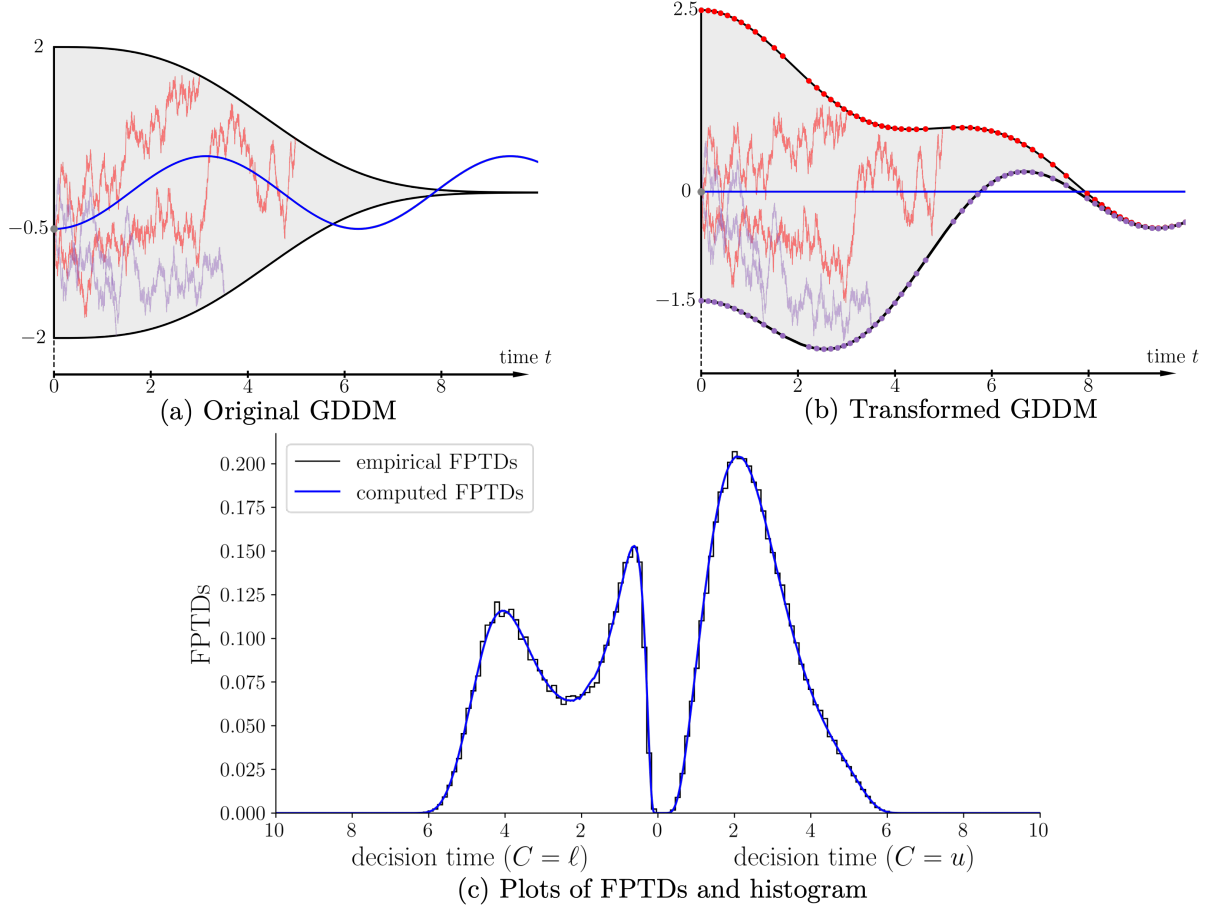 2
−0.5
−2
time t
0 2 4 6 8
(a) Original GDDM
2.5
0
−1.5
time t
0 2 4 6 8
(b) Transformed GDDM
empirical FPTDs
computed FPTDs
FPTDs
0.200
0.175
0.150
0.125
0.100
0.075
0.050
0.025
0.000
10 8 6 4 2 0 2 4 6 8 10
decision time (C = ℓ) decision time (C = u)
(c) Plots of FPTDs and histogram